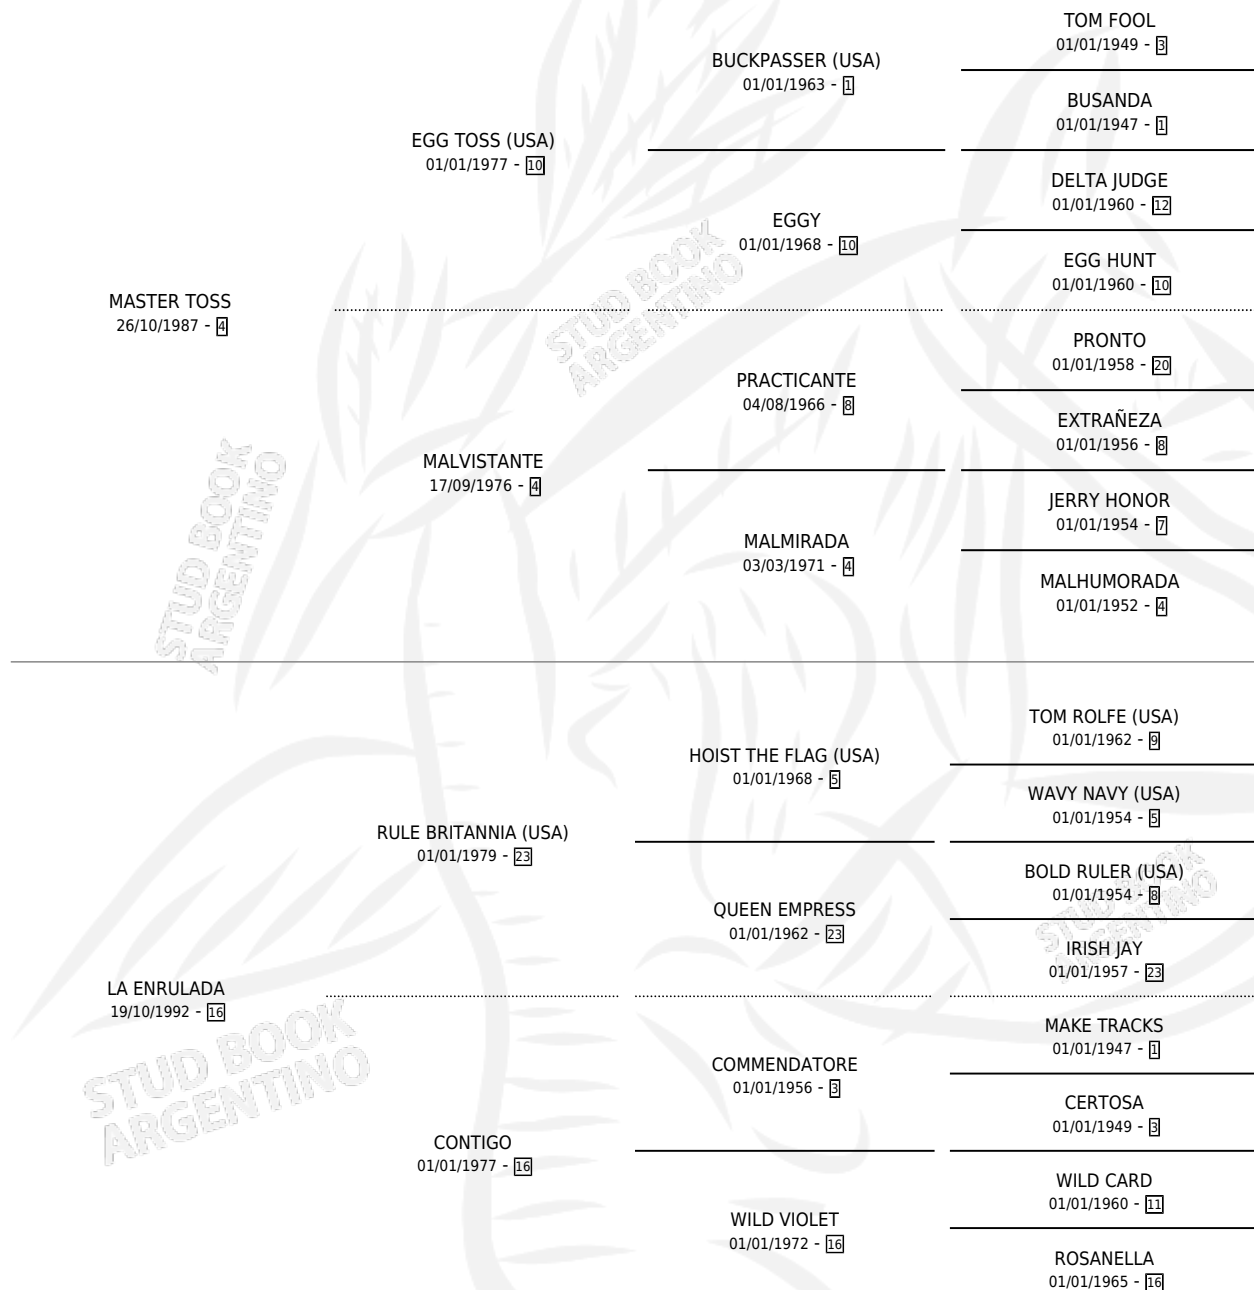 TOM FOOL
01/01/1949 - 3
BUCKPASSER (USA)
01/01/1963 - 1
BUSANDA
01/01/1947 - 1
EGG TOSS (USA)
01/01/1977 - 10
DELTA JUDGE
01/01/1960 - 12
EGGY
01/01/1968 - 10
EGG HUNT
01/01/1960 - 10
MASTER TOSS
26/10/1987 - 4
PRONTO
01/01/1958 - 20
PRACTICANTE
04/08/1966 - 8
EXTRAÑEZA
01/01/1956 - 8
MALVISTANTE
17/09/1976 - 4
JERRY HONOR
01/01/1954 - 7
MALMIRADA
03/03/1971 - 4
MALHUMORADA
01/01/1952 - 4
TOM ROLFE (USA)
01/01/1962 - 9
HOIST THE FLAG (USA)
01/01/1968 - 5
WAVY NAVY (USA)
01/01/1954 - 5
RULE BRITANNIA (USA)
01/01/1979 - 23
BOLD RULER (USA)
01/01/1954 - 8
QUEEN EMPRESS
01/01/1962 - 23
IRISH JAY
01/01/1957 - 23
LA ENRULADA
19/10/1992 - 16
MAKE TRACKS
01/01/1947 - 1
COMMENDATORE
01/01/1956 - 3
CERTOSA
01/01/1949 - 3
CONTIGO
01/01/1977 - 16
WILD CARD
01/01/1960 - 11
WILD VIOLET
01/01/1972 - 16
ROSANELLA
01/01/1965 - 16
STUD BOOK
ARGENTINO
STUD BOOK
ARGENTINO
STUD BOOK
ARGENTINO
STUD BOOK
ARGENTINO